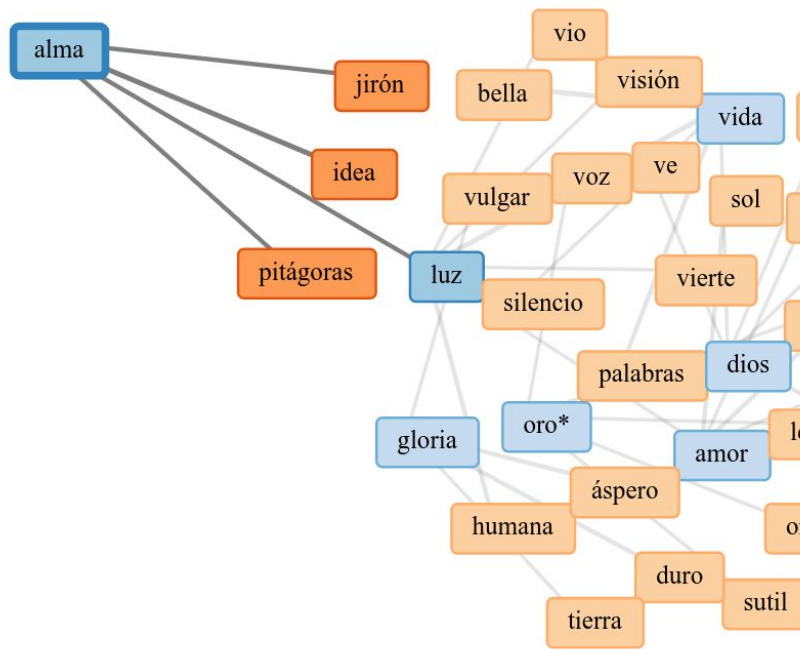 alma
vio
jirón
bella
visión
vida
idea
vulgar
voz
ve
sol
pitágoras
luz
silencio
vierte
gloria
oro*
palabras
dios
amor
áspero
humana
duro
sutil
tierra